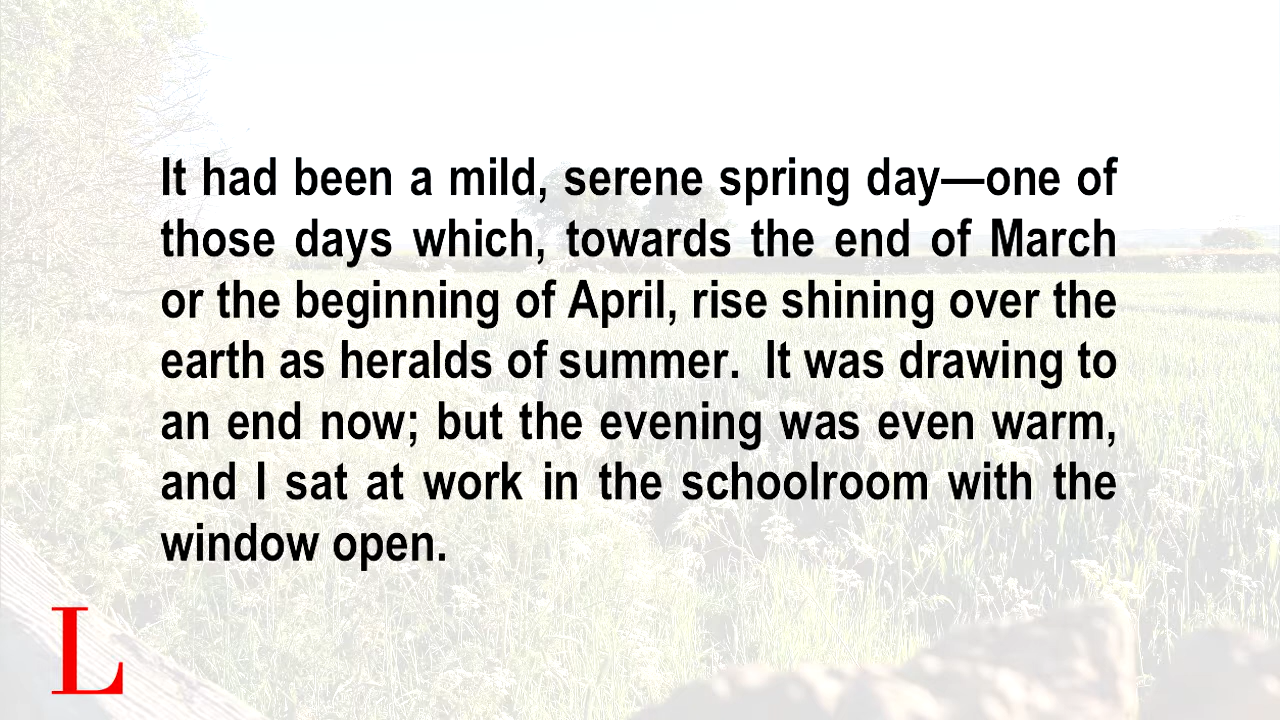 It had been a mild, serene spring day—one of
those days which, towards the end of March
or the beginning of April, rise shining over the
earth as heralds of summer.  It was drawing to
an end now; but the evening was even warm,
and I sat at work in the schoolroom with the
window open.
L